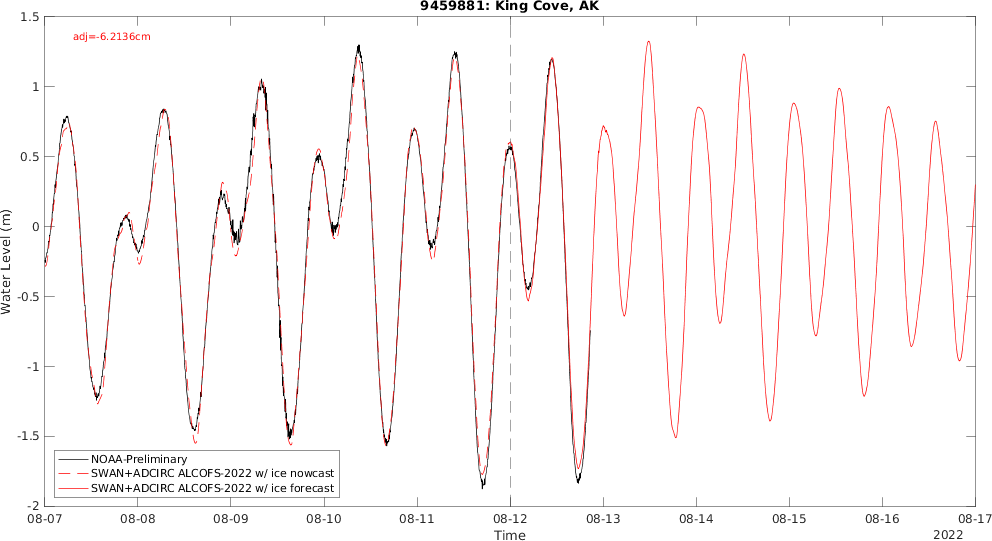 9459881: King Cove, AK
adj=-6.2136cm
1.5
1
0.5
0
-0.5
-1
-1.5
-2
Water Level (m)
NOAA-Preliminary
SWAN+ADCIRC ALCOFS-2022 w/ ice nowcast
SWAN+ADCIRC ALCOFS-2022 w/ ice forecast
08-07 08-08 08-09 08-10 08-11 08-12 08-13 08-14 08-15 08-16 08-17
Time
2022